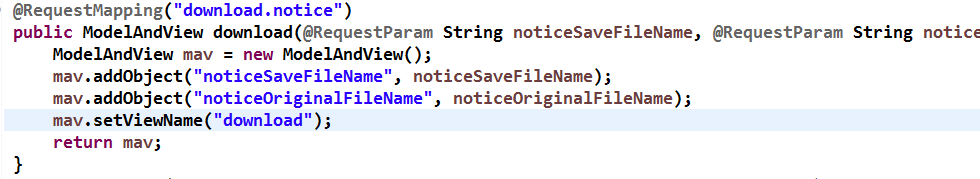 @RequestMapping("download.notice")
public ModelAndView download(@RequestParam String noticeSaveFileName, @RequestParam String notice
ModelAndView mav = new ModelAndView();
mav.addObject("noticeSaveFileName", noticeSaveFileName);
mav.addObject("noticeOriginalFileName", noticeOriginalFileName);
mav.setViewName("download");
return mav;
}